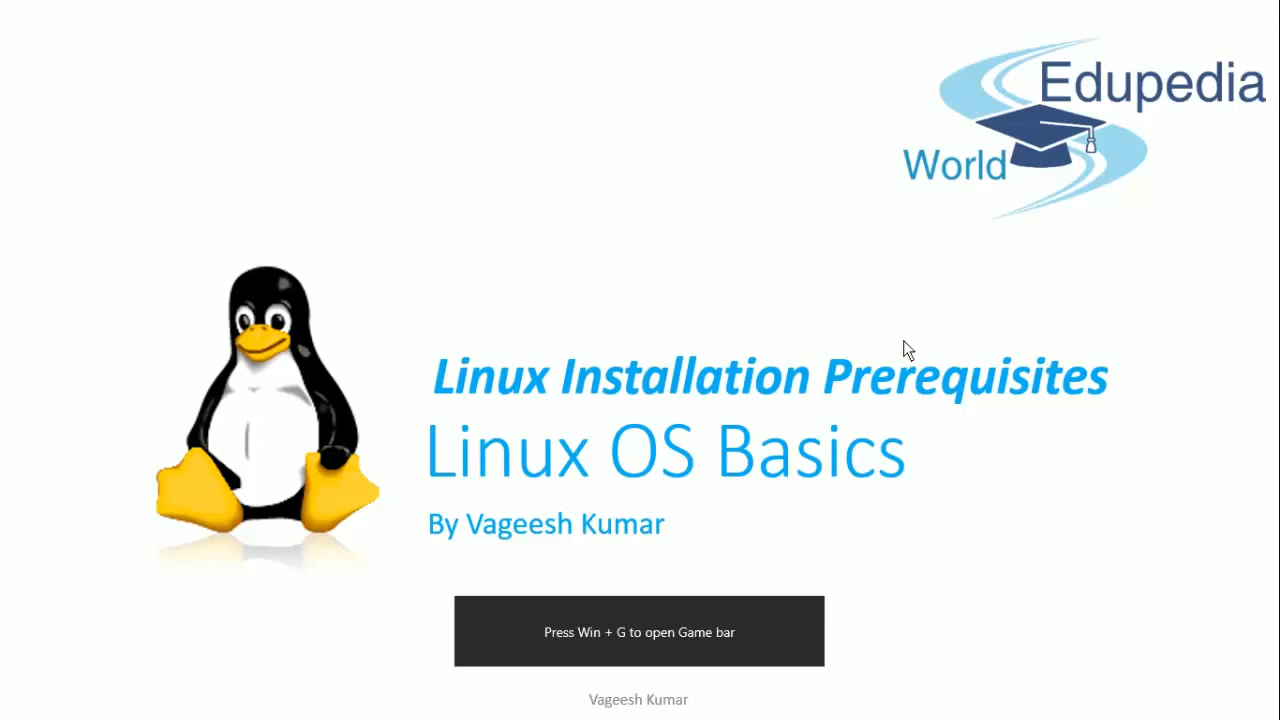 Edupedia
World
Linux Installation Prerequisites
Linux OS Basics
By Vageesh Kumar
Press Win + G to open Game bar
Vageesh Kumar